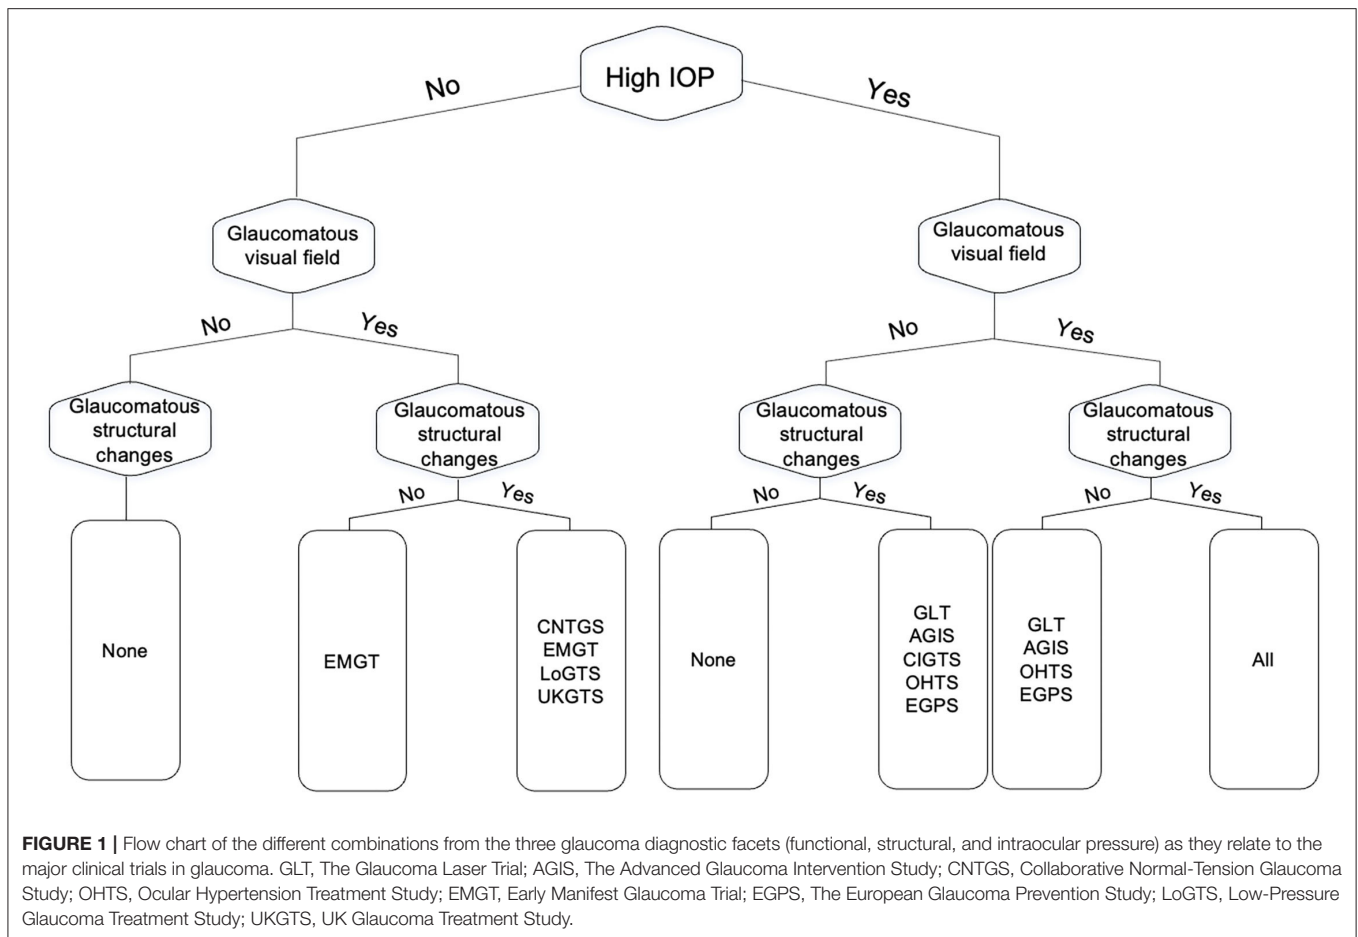 High IOP
No
Yes
Glaucomatous
visual field
Glaucomatous
visual field
No
Yes
No
Yes
Glaucomatous
structural
changes
Glaucomatous
structural
changes
Glaucomatous
structural
changes
Glaucomatous
structural
changes
No
Yes
No
Yes
No
Yes
None
EMGT
CNTGS
EMGT
LoGTS
UKGTS
None
GLT
AGIS
CIGTS
OHTS
EGPS
GLT
AGIS
OHTS
EGPS
All
FIGURE 1 | Flow chart of the different combinations from the three glaucoma diagnostic facets (functional, structural, and intraocular pressure) as they relate to the
major clinical trials in glaucoma. GLT, The Glaucoma Laser Trial; AGIS, The Advanced Glaucoma Intervention Study; CNTGS, Collaborative Normal-Tension Glaucoma
Study; OHTS, Ocular Hypertension Treatment Study; EMGT, Early Manifest Glaucoma Trial; EGPS, The European Glaucoma Prevention Study; LoGTS, Low-Pressure
Glaucoma Treatment Study; UKGTS, UK Glaucoma Treatment Study.